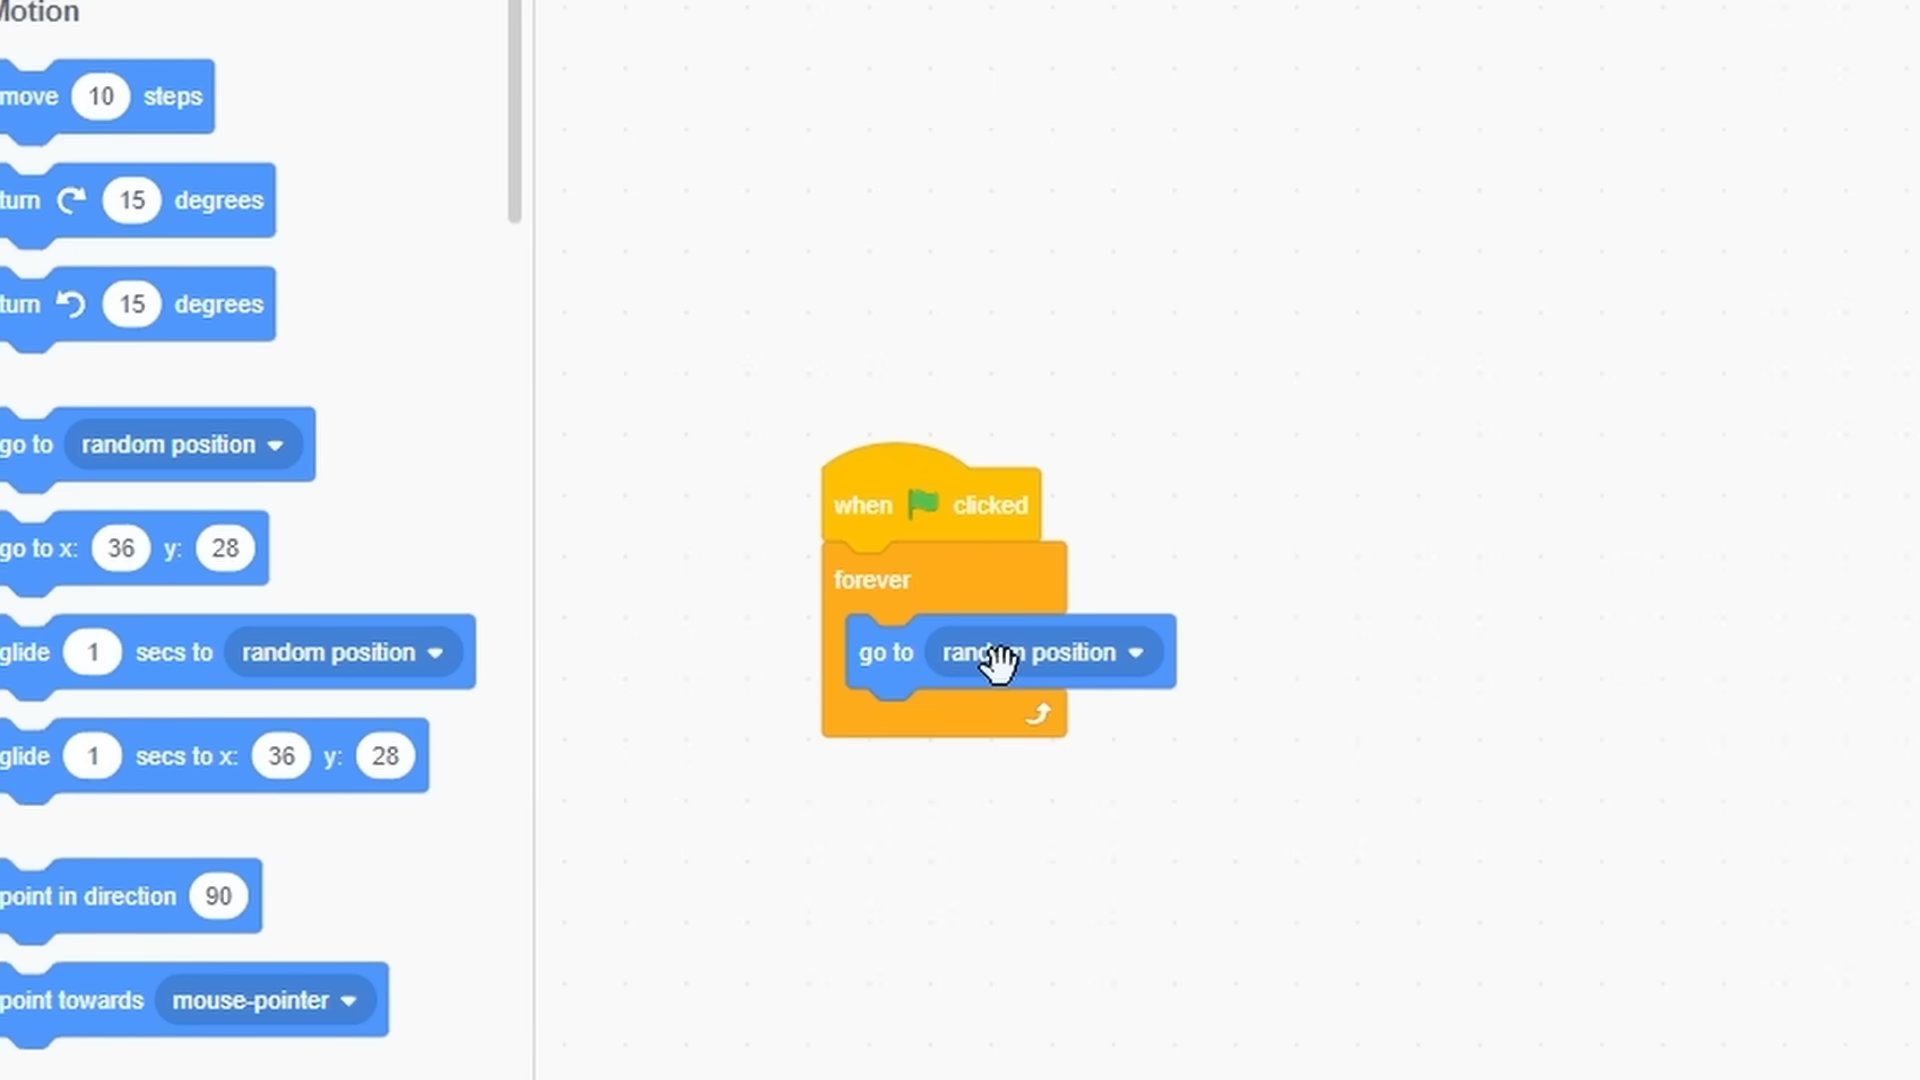 Motion
move 10 steps
turn 15 degrees
turn 15 degrees
go to random position
go to x: 36 y: 28
glide 1 secs to random position
glide 1 secs to x: 36 y: 28
point in direction 90
point towards mouse-pointer
when clicked
forever
go to random position